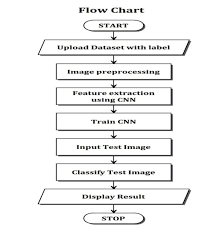 Flow Chart
START
Upload Dataset with label
Image preprocessing
Feature extraction
using CNN
Train CNN
Input Test Image
Classify Test Image
Display Result
STOP